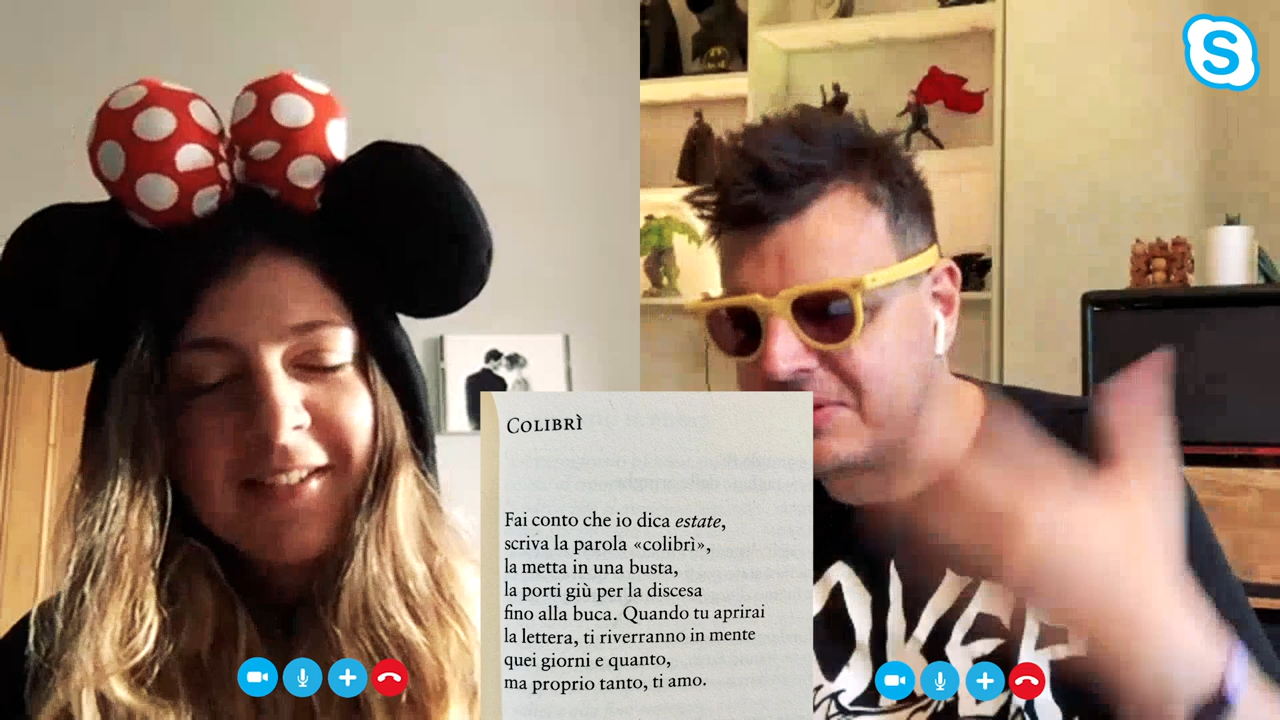 S
COLIBRÌ
Fai conto che io dica estate,
scriva la parola «colibrì»,
la metta in una busta,
la porti giù per la discesa
fino alla buca. Quando tu aprirai
la lettera, ti riverranno in mente
quei giorni e quanto,
ma proprio tanto, ti amo.
OVER